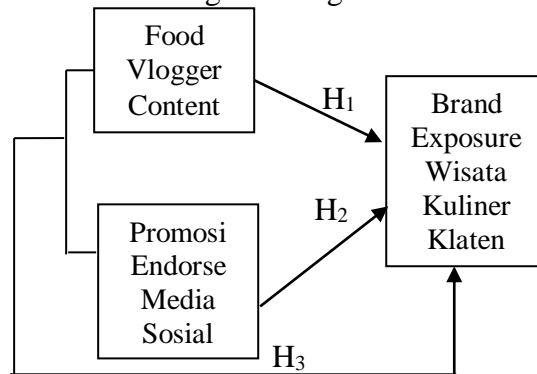 Food
Vlogger
Content
H₁
Brand
Exposure
Wisata
Kuliner
Klaten
H₂
Promosi
Endorse
Media
Sosial
H₃